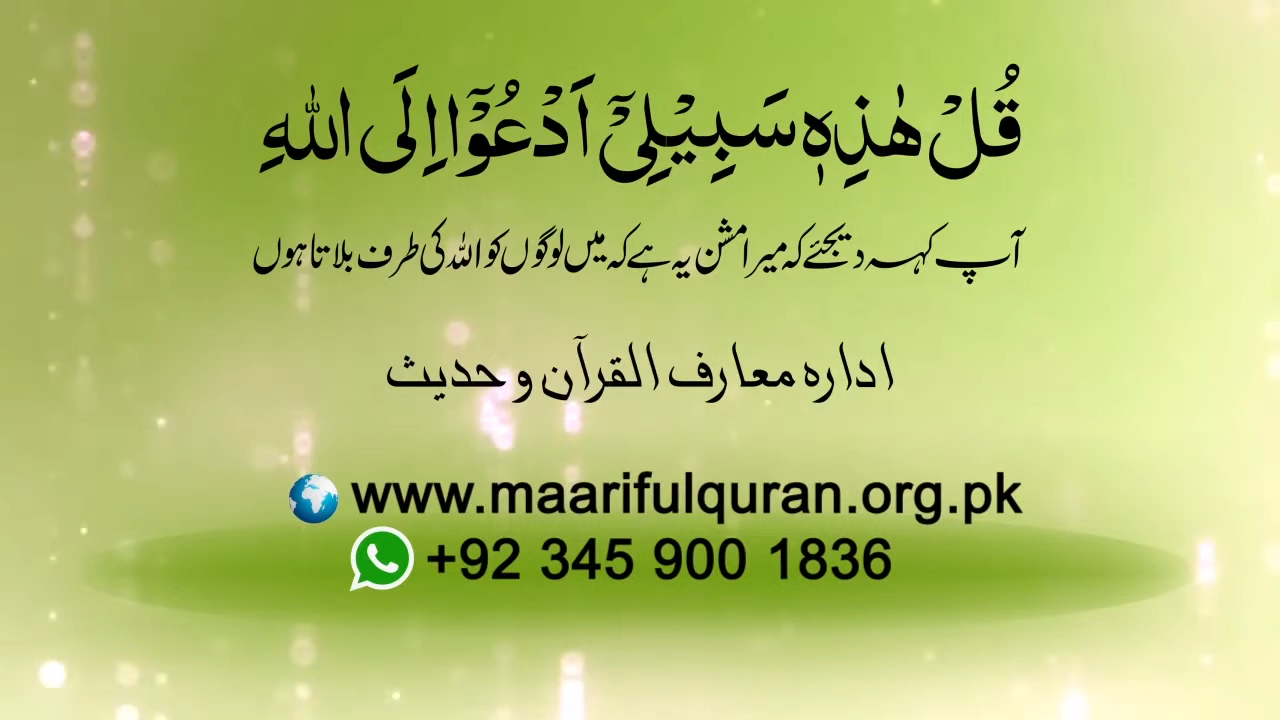 قُلْ هٰذِهٖ سَبِيْلِيْٓ اَدْعُوْٓا اِلَى اللهِ
آپ کہہ دیجئے کہ میرا مشن یہ ہے کہ میں لوگوں کو اللہ کی طرف بلاتا ہوں
ادارہ معارف القرآن و حدیث
www.maarifulquran.org.pk
+92 345 900 1836